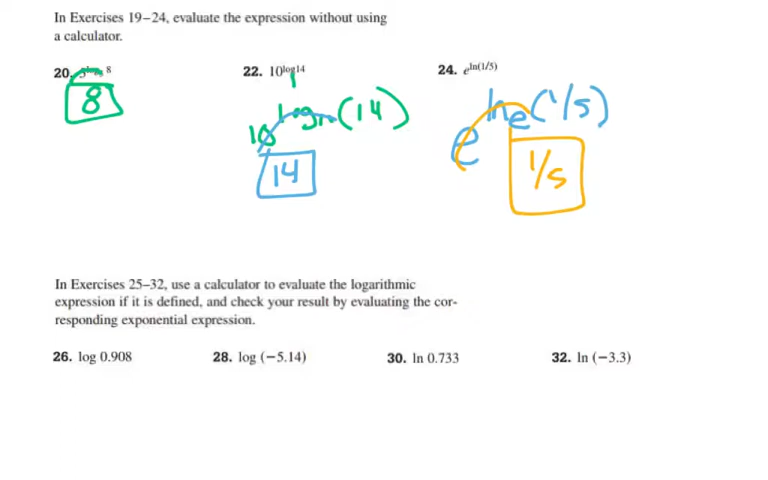 In Exercises 19–24, evaluate the expression without using
a calculator.
20. 8 22. 10^log14 24. e^ln(1/5)
8 10 (14) e ln e (1/5)
14 1/5
In Exercises 25–32, use a calculator to evaluate the logarithmic
expression if it is defined, and check your result by evaluating the cor-
responding exponential expression.
26. log 0.908 28. log (−5.14) 30. ln 0.733 32. ln (−3.3)